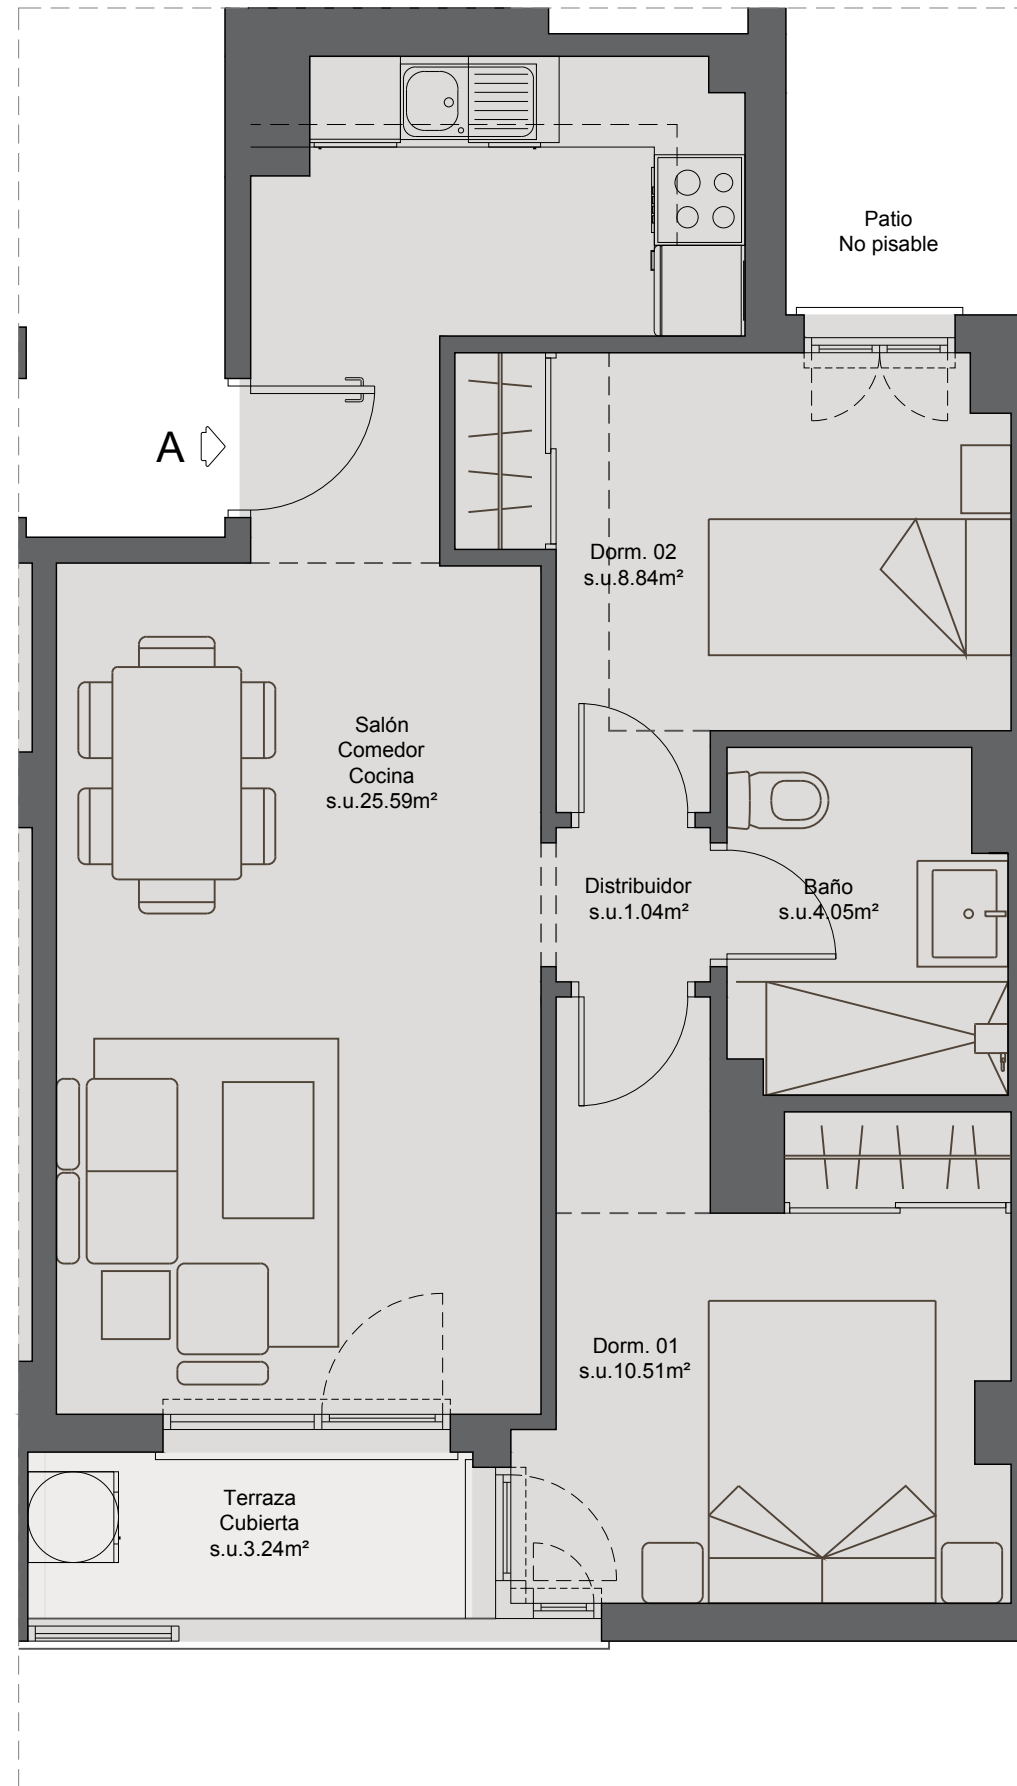 Patio
No pisable
A
Dorm. 02
s.u.8.84m²
Salón
Comedor
Cocina
s.u.25.59m²
Distribuidor
s.u.1.04m²
Baño
s.u.4.05m²
Dorm. 01
s.u.10.51m²
Terraza
Cubierta
s.u.3.24m²